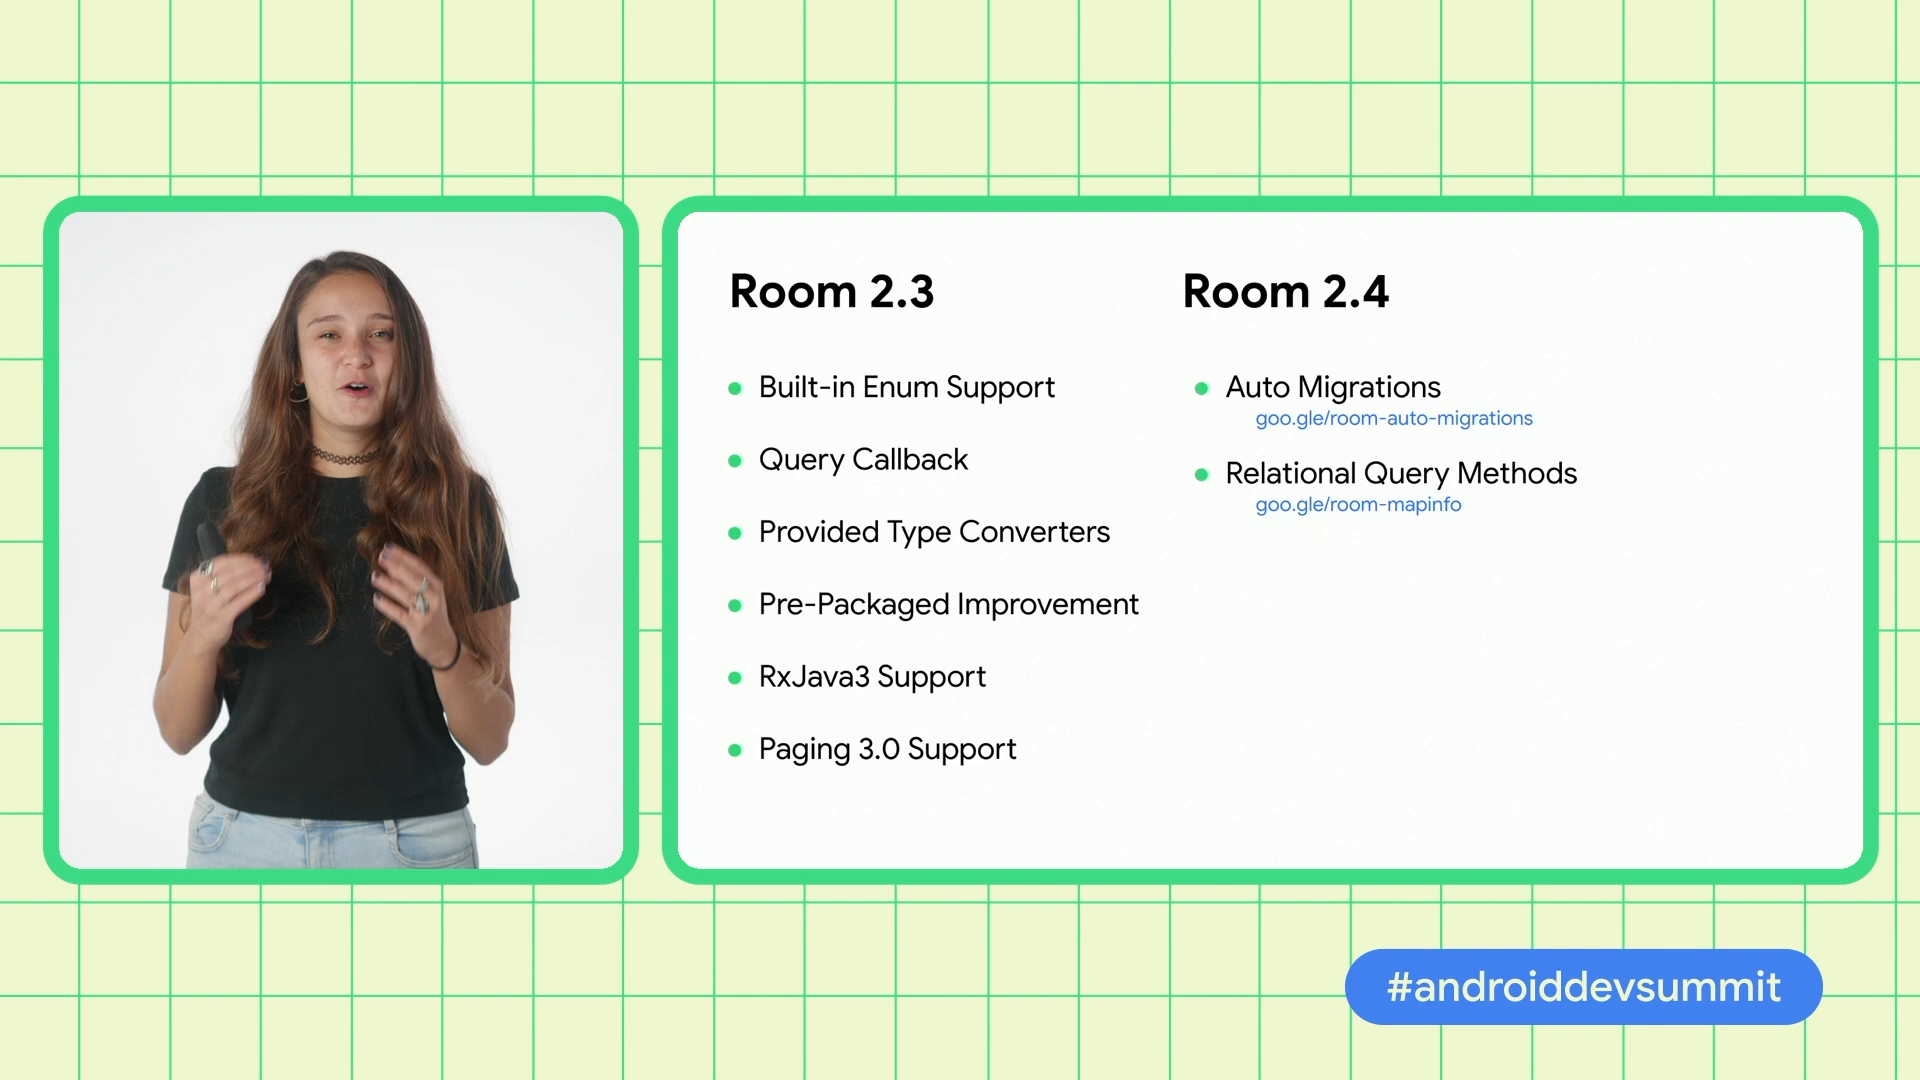 Room 2.3
Built-in Enum Support
Query Callback
Provided Type Converters
Pre-Packaged Improvement
RxJava3 Support
Paging 3.0 Support
Room 2.4
Auto Migrations
goo.gle/room-auto-migrations
Relational Query Methods
goo.gle/room-mapinfo
#androiddevsummit